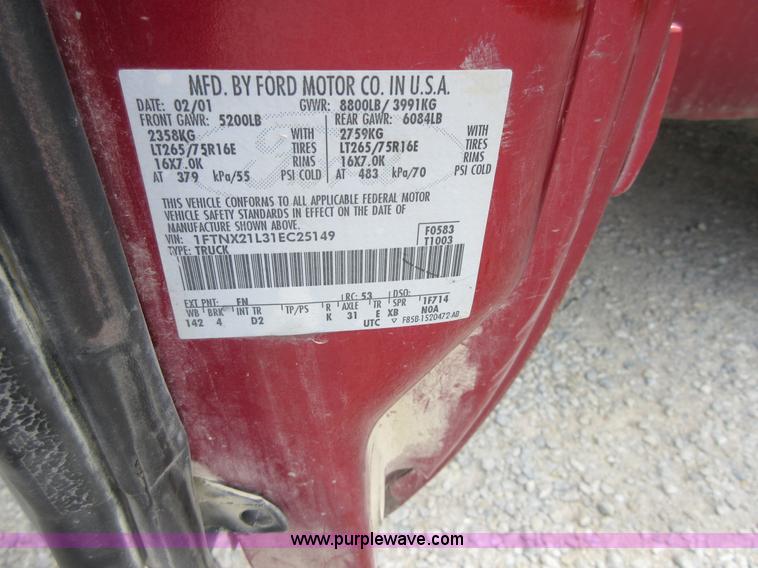 MFD. BY FORD MOTOR CO. IN U.S.A.
DATE: 02/01 GVWR: 8800LB/ 3991KG
FRONT GAWR: 5200LB REAR GAWR: 6084LB
2358KG WITH 2759KG WITH
LT265/75R16E TIRES LT265/75R16E TIRES
16X7.0K RIMS 16X7.0K RIMS
AT 379 kPa/55 PSI COLD AT 483 kPa/70 PSI COLD
THIS VEHICLE CONFORMS TO ALL APPLICABLE FEDERAL MOTOR
VEHICLE SAFETY STANDARDS IN EFFECT ON THE DATE OF
MANUFACTURE SHOWN ABOVE.
VIN: 1FTNX21L31EC25149 F0583
TYPE: TRUCK T1003
EXT PNT: FN RC: 53 DSO:
WB BRK INT TR TP/PS R AXLE TR SPR 1F714
142 4 D2 K 31 E XB N0A
UTC ▽ F85B-1520472-AB
www.purplewave.com